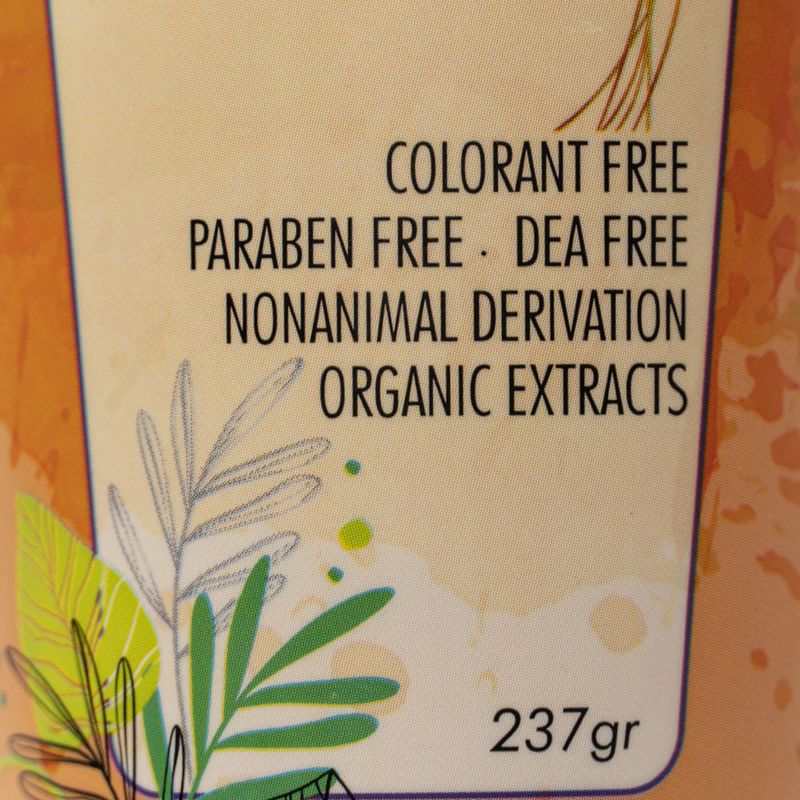 COLORANT FREE
PARABEN FREE · DEA FREE
NONANIMAL DERIVATION
ORGANIC EXTRACTS
237gr